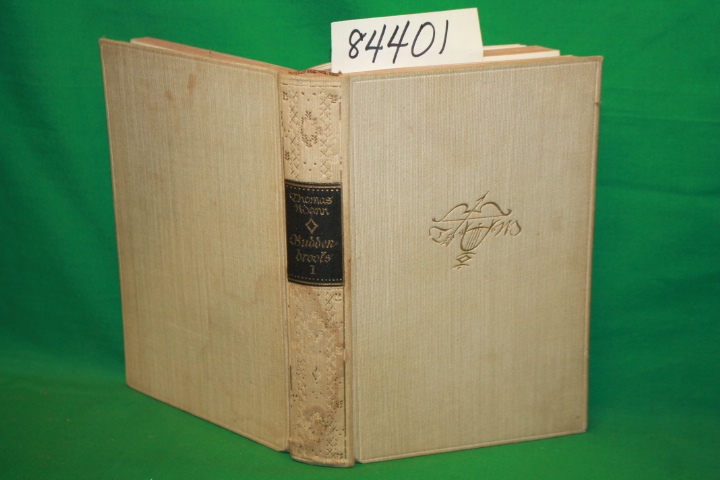 84401
Thomas
Mann
Budden-
brooks
I
T M